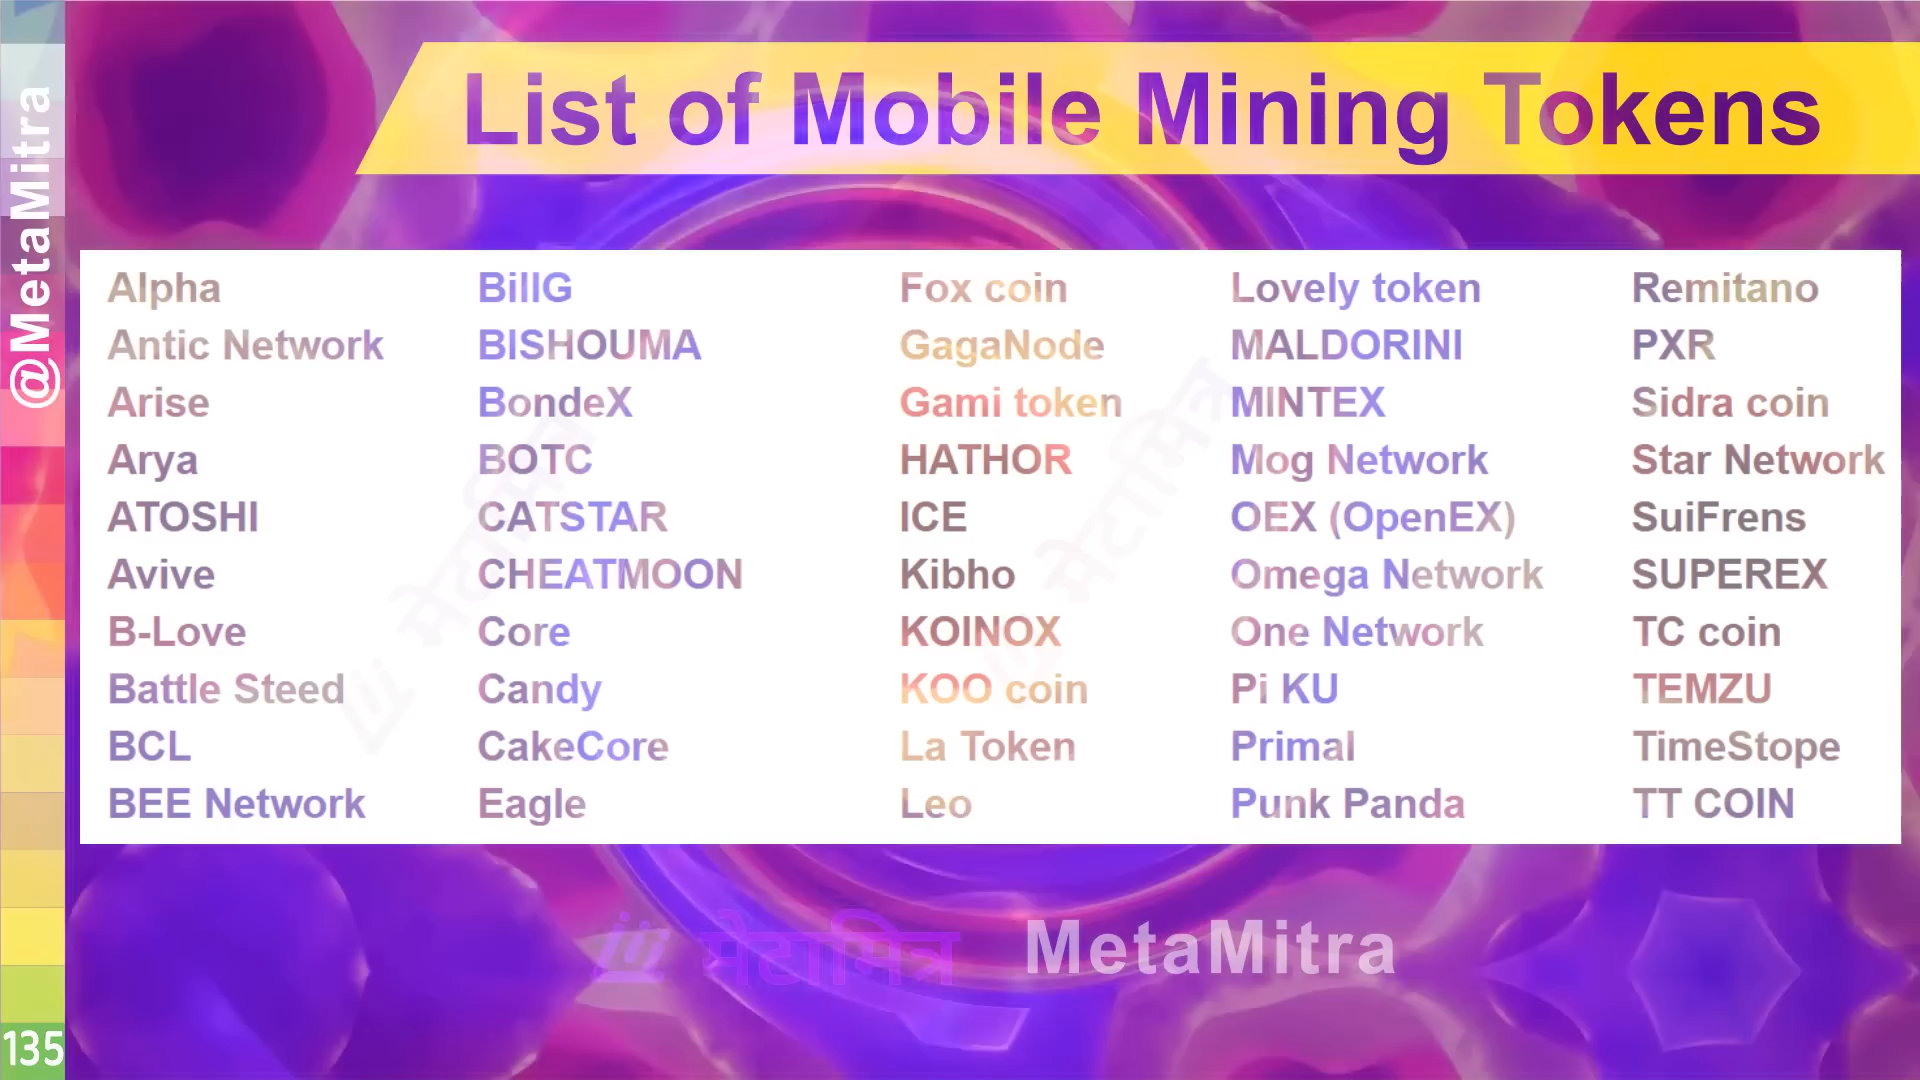 @MetaMitra
List of Mobile Mining Tokens
Alpha
Antic Network
Arise
Arya
ATOSHI
Avive
B-Love
Battle Steed
BCL
BEE Network
BillG
BISHOUMA
BondeX
BOTC
CATSTAR
CHEATMOON
Core
Candy
CakeCore
Eagle
Fox coin
GagaNode
Gami token
HATHOR
ICE
Kibho
KOINOX
KOO coin
La Token
Leo
Lovely token
MALDORINI
MINTEX
Mog Network
OEX (OpenEX)
Omega Network
One Network
Pi KU
Primal
Punk Panda
Remitano
PXR
Sidra coin
Star Network
SuiFrens
SUPEREX
TC coin
TEMZU
TimeStope
TT COIN
मेटामित्र
मेटामित्र
मेटामित्र MetaMitra
135